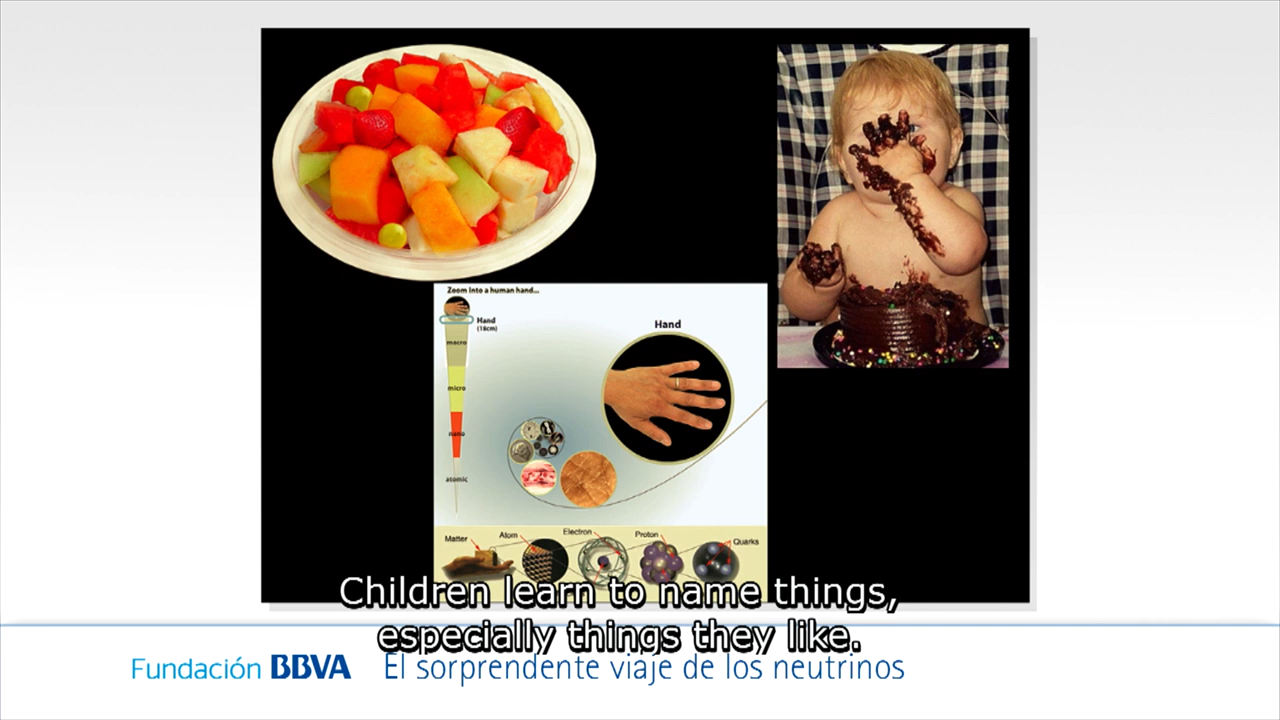 Zoom into a human hand...
Hand
(18cm)
Hand
macro
micro
nano
atomic
Matter
Atom
Electron
Proton
Quarks
Children learn to name things,
especially things they like.
Fundación BBVA
El sorprendente viaje de los neutrinos